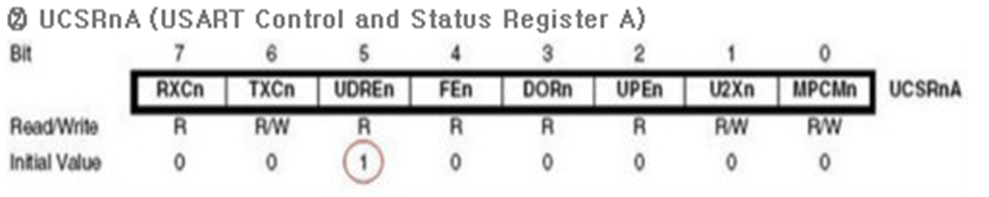 ② UCSRnA (USART Control and Status Register A)
Bit 7 6 5 4 3 2 1 0
RXCn TXCn UDREn FEn DORn UPEn U2Xn MPCMn UCSRnA
Read/Write R R/W R R R R R/W R/W
Initial Value 0 0 1 0 0 0 0 0